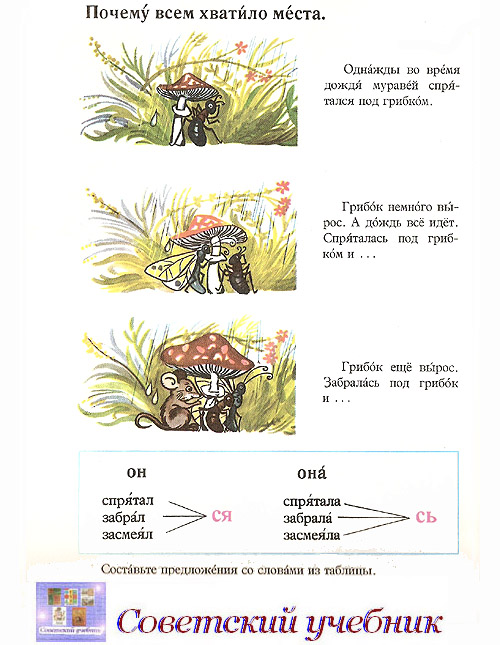 Почему́ всем хвати́ло ме́ста.
Одна́жды во вре́мя
дождя́ мураве́й спря́-
тался под грибко́м.
Грибо́к немно́го вы́-
рос. А до́ждь всё идёт.
Спря́талась под гриб-
ко́м и . . .
Грибо́к ещё вы́рос.
Забрала́сь под грибо́к
и . . .
он она́
спря́тал спря́тала
забра́л ся забрала́ сь
засмея́л засмея́ла
Соста́вьте предложе́ния со слова́ми из табли́цы.
Советский учебник
Советский учебник